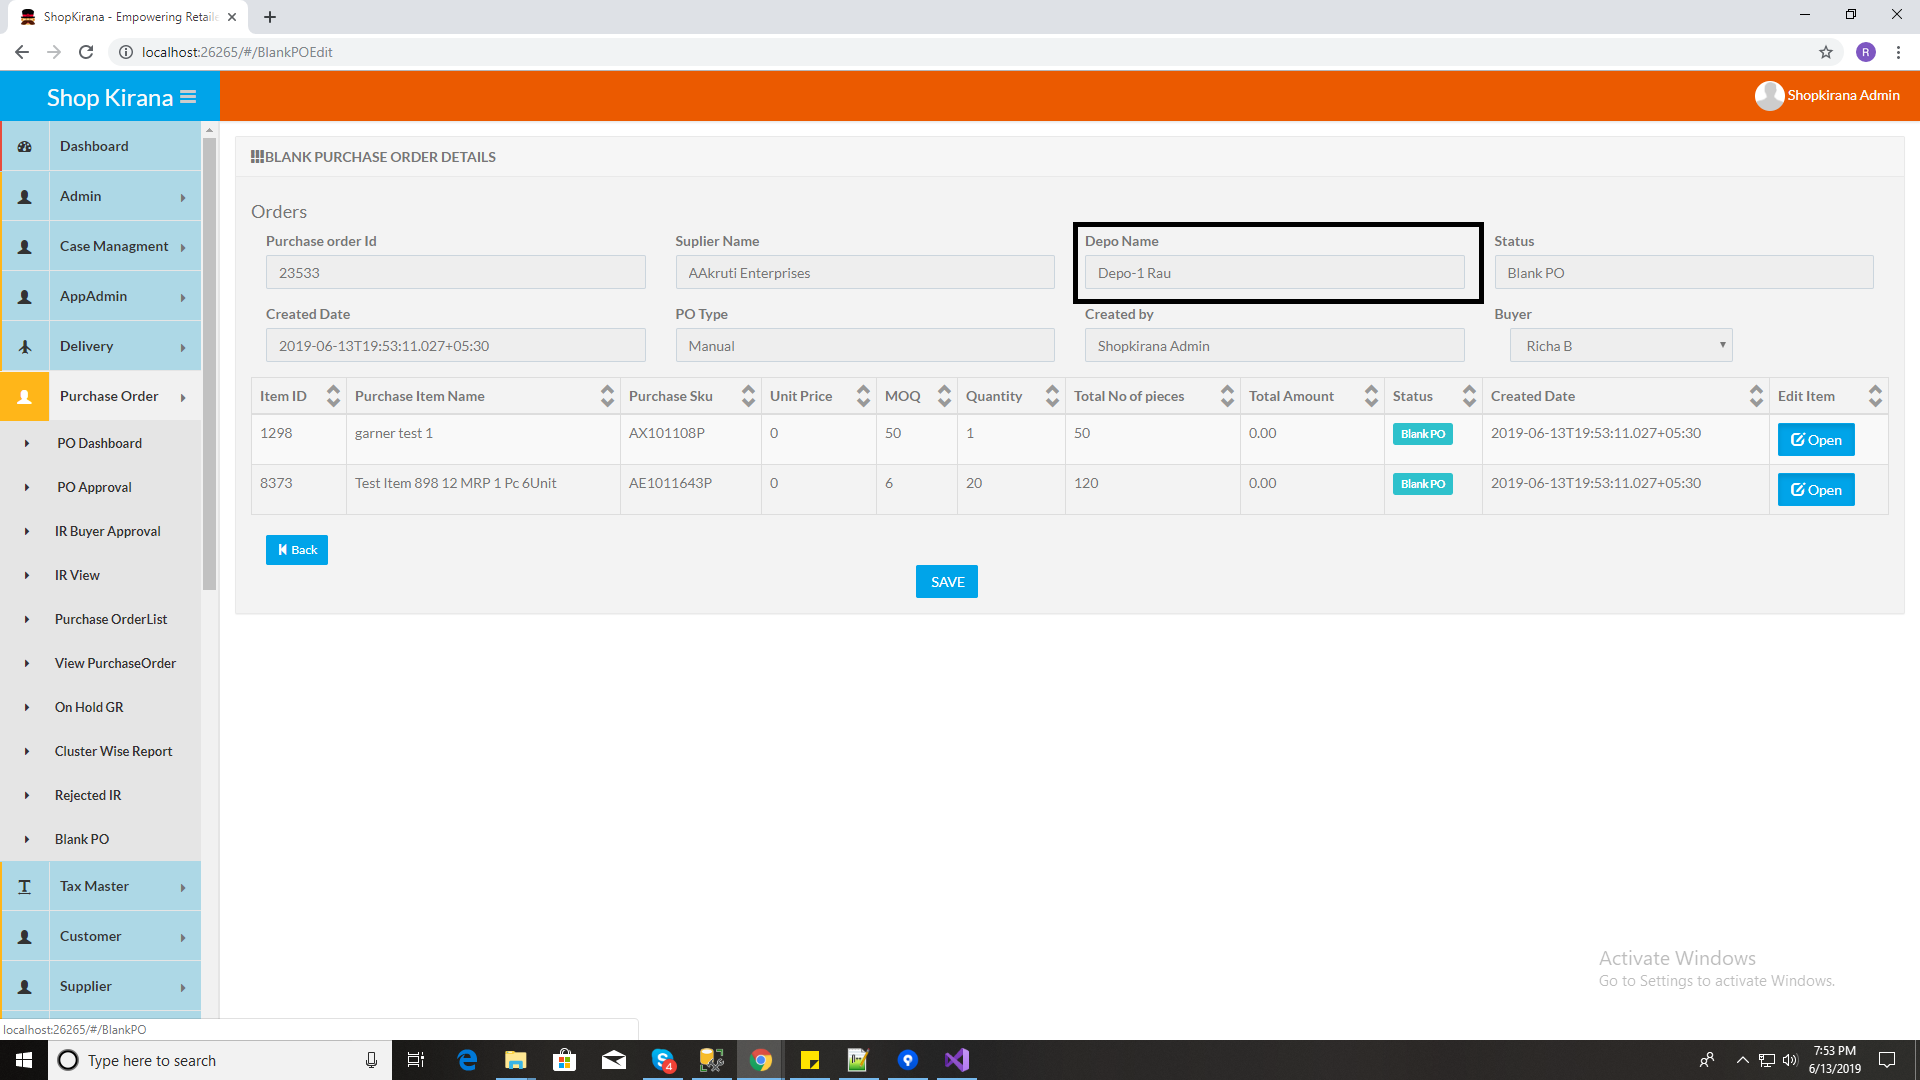 ShopKirana - Empowering Retaile
localhost:26265/#/BlankPOEdit
R
Shop Kirana
Shopkirana Admin
Dashboard
Admin
Case Managment
AppAdmin
Delivery
Purchase Order
PO Dashboard
PO Approval
IR Buyer Approval
IR View
Purchase OrderList
View PurchaseOrder
On Hold GR
Cluster Wise Report
Rejected IR
Blank PO
Tax Master
Customer
Supplier
BLANK PURCHASE ORDER DETAILS
Orders
Purchase order Id Suplier Name Depo Name Status
23533 AAkruti Enterprises Depo-1 Rau Blank PO
Created Date PO Type Created by Buyer
2019-06-13T19:53:11.027+05:30 Manual Shopkirana Admin Richa B
Item ID Purchase Item Name Purchase Sku Unit Price MOQ Quantity Total No of pieces Total Amount Status Created Date Edit Item
1298 garner test 1 AX101108P 0 50 1 50 0.00 Blank PO 2019-06-13T19:53:11.027+05:30 Open
8373 Test Item 898 12 MRP 1 Pc 6Unit AE1011643P 0 6 20 120 0.00 Blank PO 2019-06-13T19:53:11.027+05:30 Open
Back
SAVE
Activate Windows
Go to Settings to activate Windows.
localhost:26265/#/BlankPO
Type here to search
4
7:53 PM
6/13/2019